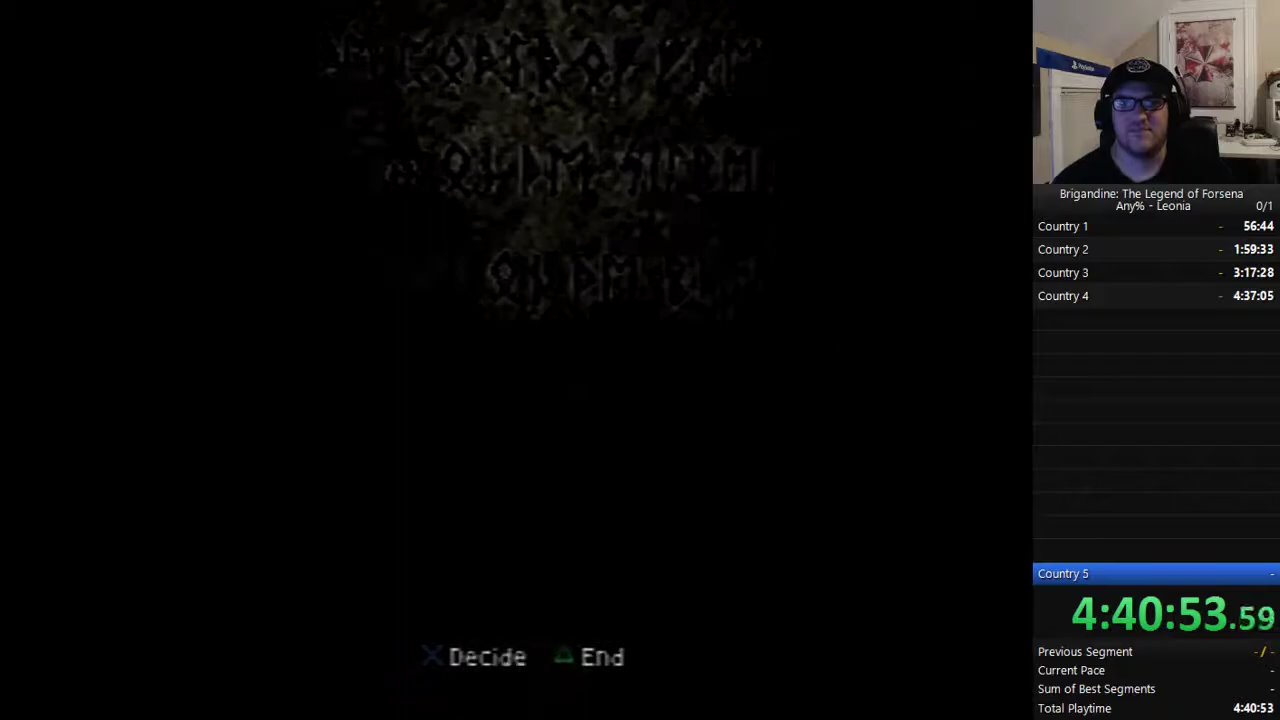 Brigandine: The Legend of Forsena
Any% - Leonia 0/1
Country 1 - 56:44
Country 2 - 1:59:33
Country 3 - 3:17:28
Country 4 - 4:37:05
Country 5 -
4:40:53.59
Previous Segment - / -
Current Pace -
Sum of Best Segments -
Total Playtime 4:40:53
Decide End